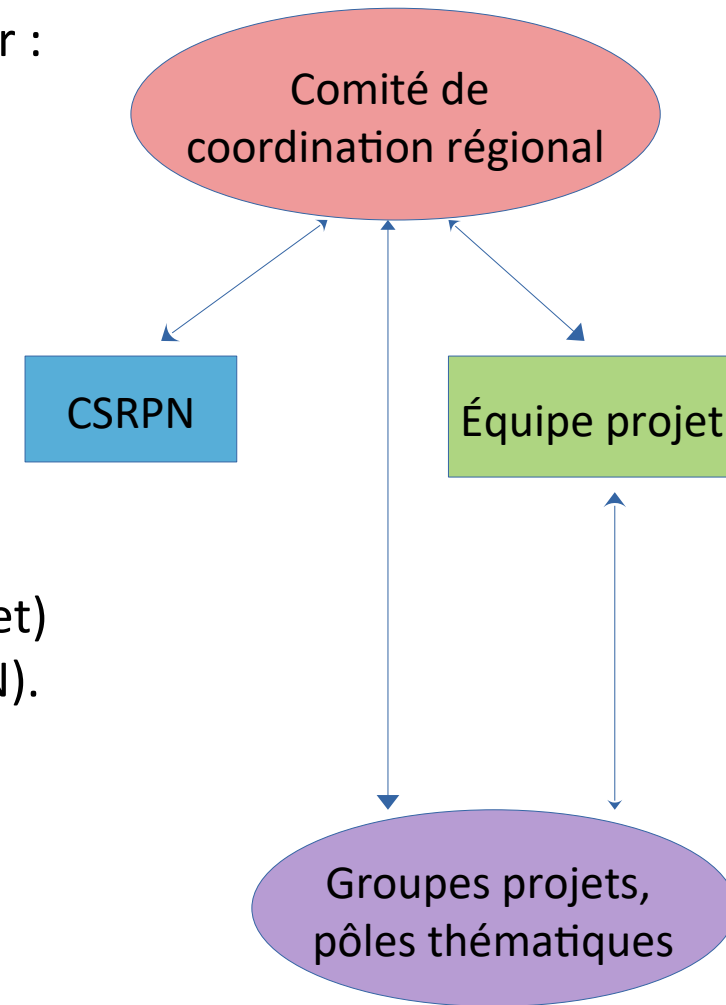 r :
Comité de
coordination régional
CSRPN
Équipe projet
et)
N).
Groupes projets,
pôles thématiques